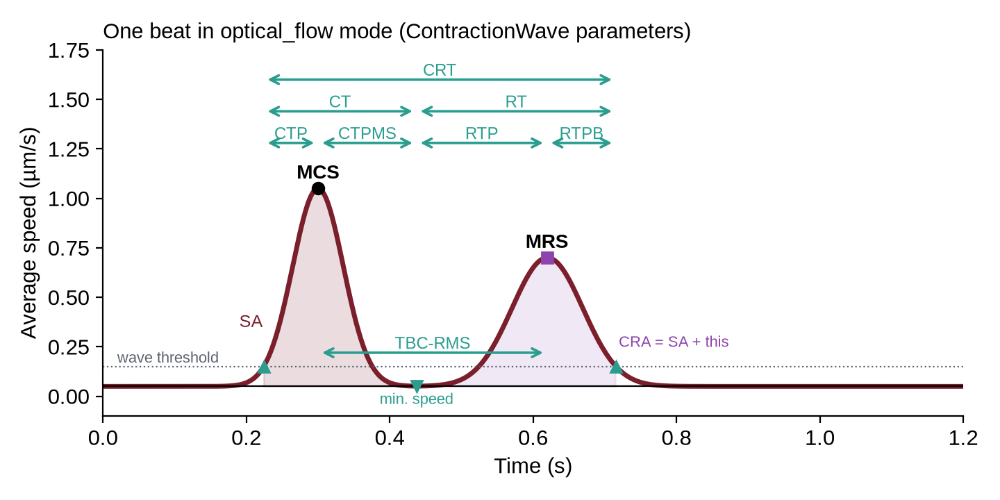 One beat in optical_flow mode (ContractionWave parameters)
1.75
1.50
1.25
1.00
0.75
0.50
0.25
0.00
Average speed (µm/s)
CRT
CT
RT
CTP
CTPMS
RTP
RTPB
MCS
MRS
SA
TBC-RMS
CRA = SA + this
wave threshold
min. speed
0.0
0.2
0.4
0.6
0.8
1.0
1.2
Time (s)